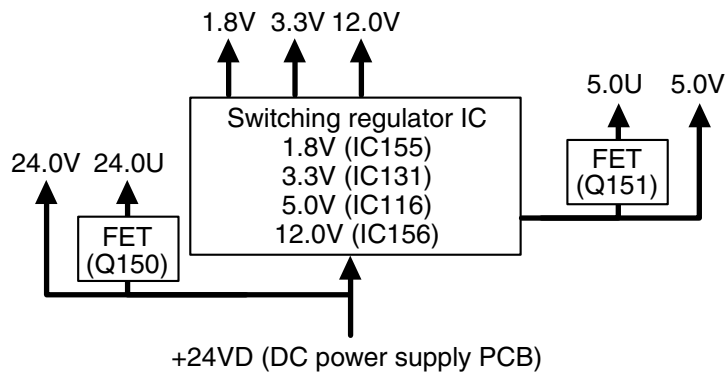 1.8V 3.3V 12.0V
5.0U 5.0V
Switching regulator IC
1.8V (IC155)
3.3V (IC131)
5.0V (IC116)
12.0V (IC156)
FET
(Q151)
24.0V 24.0U
FET
(Q150)
+24VD (DC power supply PCB)